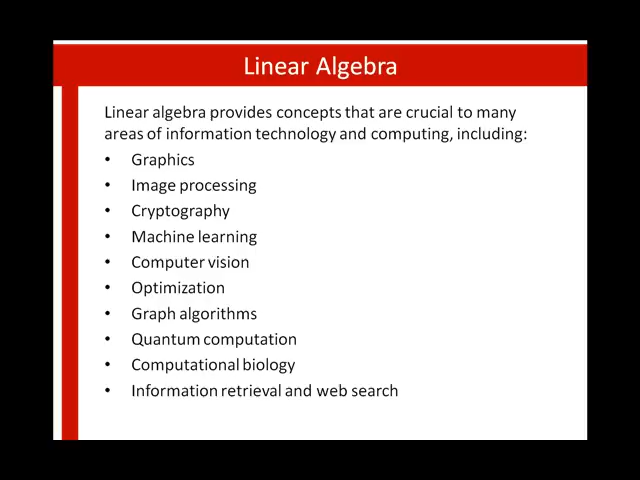 Linear Algebra
Linear algebra provides concepts that are crucial to many
areas of information technology and computing, including:
• Graphics
• Image processing
• Cryptography
• Machine learning
• Computer vision
• Optimization
• Graph algorithms
• Quantum computation
• Computational biology
• Information retrieval and web search